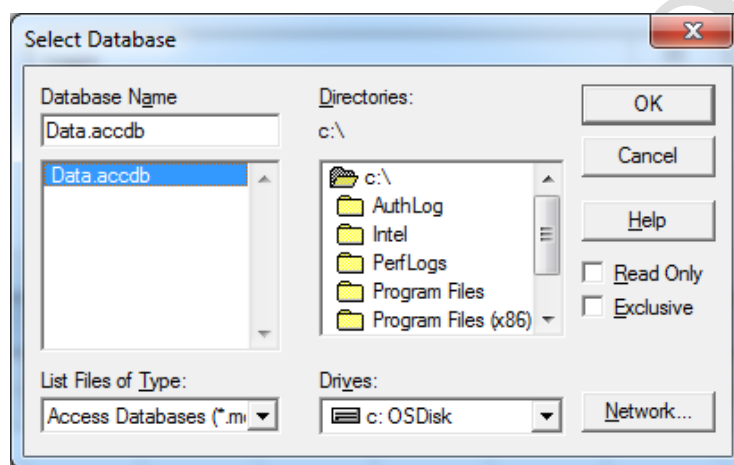 Select Database
Database Name
Data.accdb
Data.accdb
Directories:
c:\
c:\
AuthLog
Intel
PerfLogs
Program Files
Program Files (x86)
OK
Cancel
Help
Read Only
Exclusive
List Files of Type:
Access Databases (*.m
Drives:
c: OSDisk
Network...